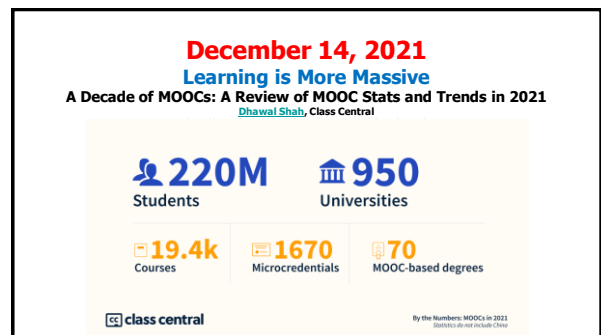 December 14, 2021
Learning is More Massive
A Decade of MOOCs: A Review of MOOC Stats and Trends in 2021
Dhawal Shah, Class Central
220M
Students
950
Universities
19.4k
Courses
1670
Microcredentials
70
MOOC-based degrees
cc class central
By the Numbers: MOOCs in 2021
Statistics do not include China